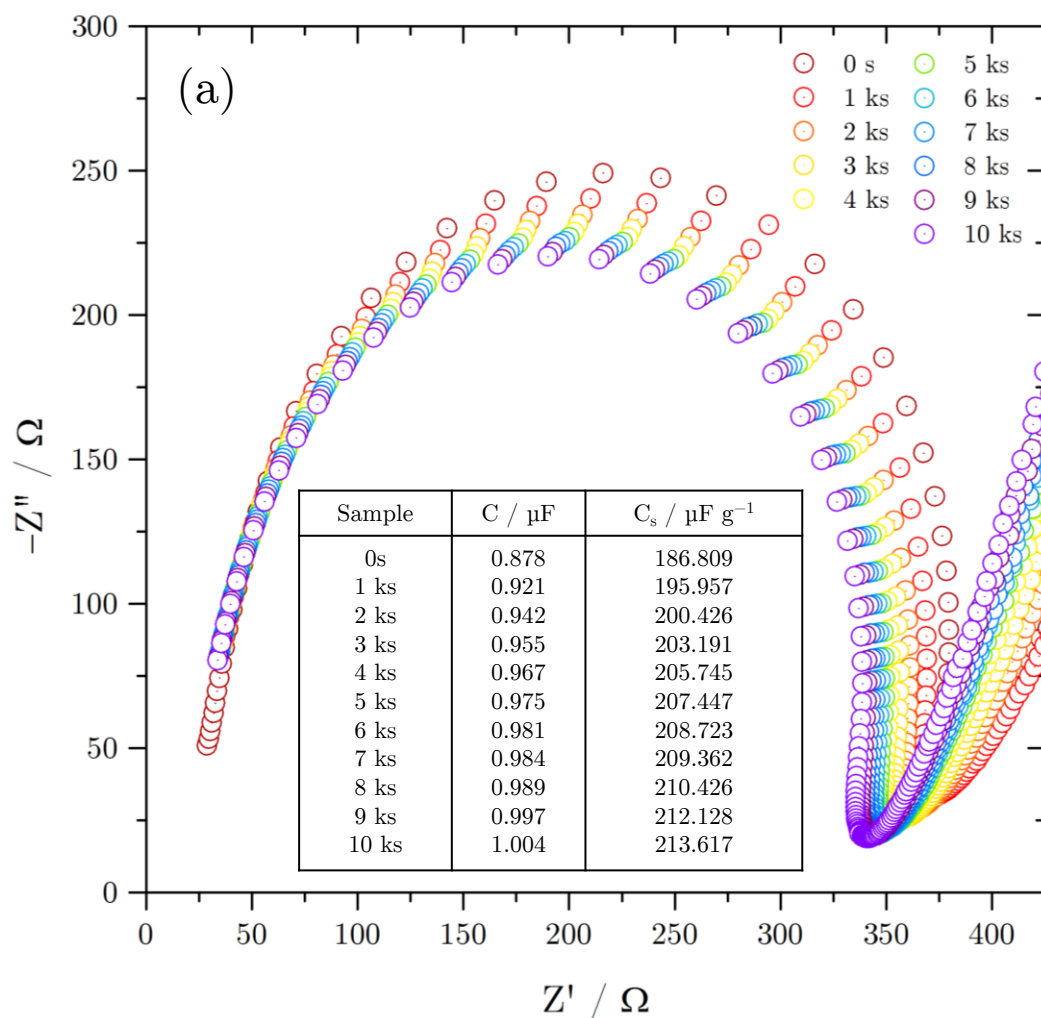 300
250
200
150
100
50
0
−Z'' / Ω
(a)
0 s
1 ks
2 ks
3 ks
4 ks
5 ks
6 ks
7 ks
8 ks
9 ks
10 ks
Sample C / µF Cₛ / µF g⁻¹
0s 0.878 186.809
1 ks 0.921 195.957
2 ks 0.942 200.426
3 ks 0.955 203.191
4 ks 0.967 205.745
5 ks 0.975 207.447
6 ks 0.981 208.723
7 ks 0.984 209.362
8 ks 0.989 210.426
9 ks 0.997 212.128
10 ks 1.004 213.617
0 50 100 150 200 250 300 350 400
Z' / Ω